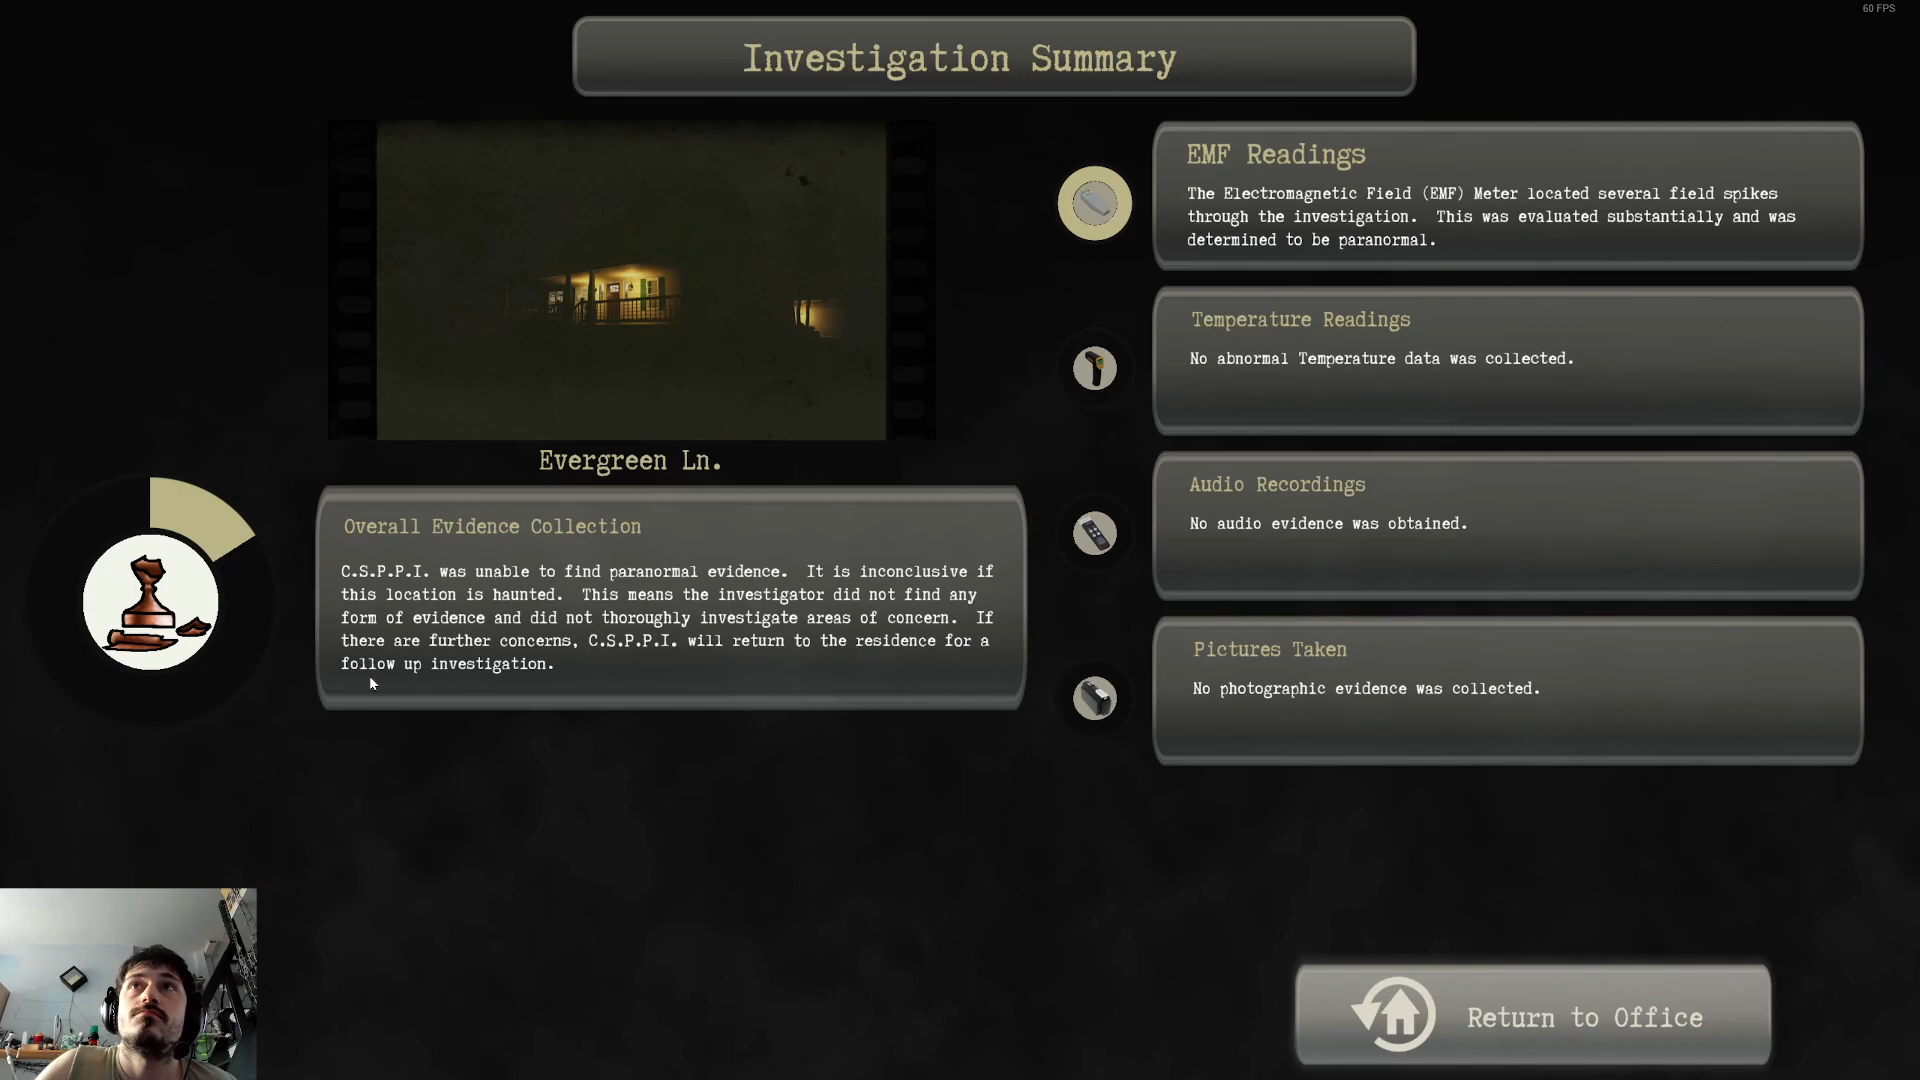 60 FPS
Investigation Summary
Evergreen Ln.
Overall Evidence Collection
C.S.P.P.I. was unable to find paranormal evidence.  It is inconclusive if
this location is haunted.  This means the investigator did not find any
form of evidence and did not thoroughly investigate areas of concern.  If
there are further concerns, C.S.P.P.I. will return to the residence for a
follow up investigation.
EMF Readings
The Electromagnetic Field (EMF) Meter located several field spikes
through the investigation.  This was evaluated substantially and was
determined to be paranormal.
Temperature Readings
No abnormal Temperature data was collected.
Audio Recordings
No audio evidence was obtained.
Pictures Taken
No photographic evidence was collected.
Return to Office